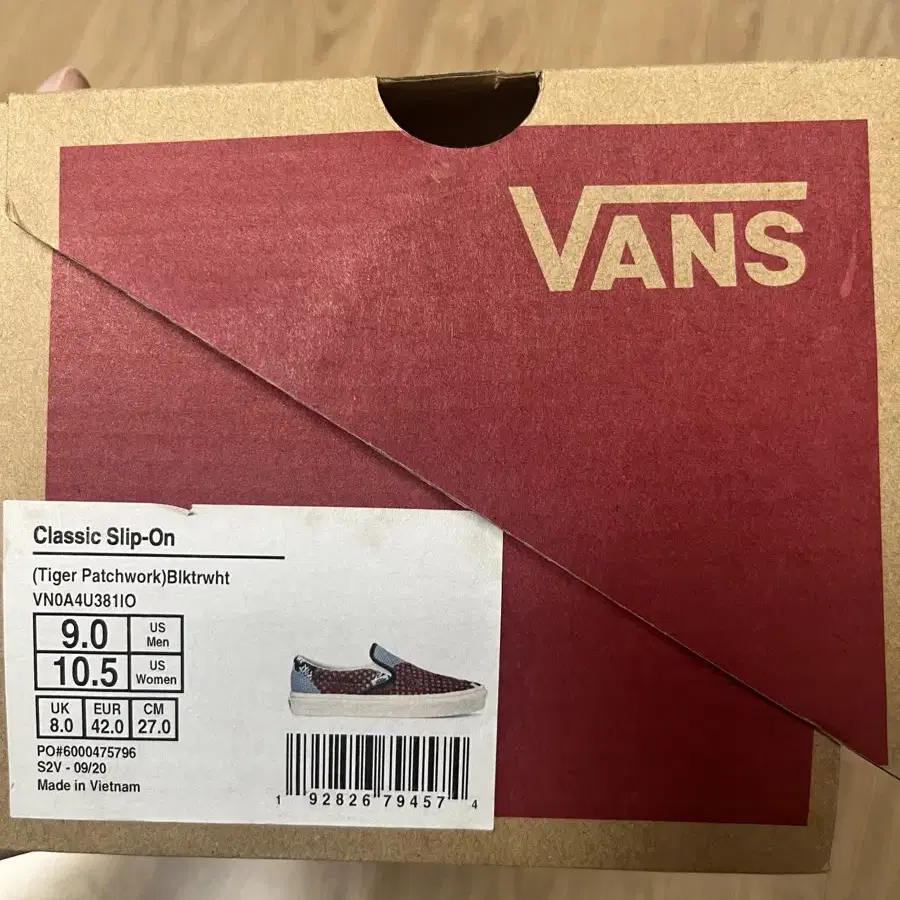 VANS
Classic Slip-On
(Tiger Patchwork)Blktrwht
VN0A4U381IO
9.0 US Men
10.5 US Women
UK 8.0 EUR 42.0 CM 27.0
PO#6000475796
S2V - 09/20
Made in Vietnam
1 92826 79457 4